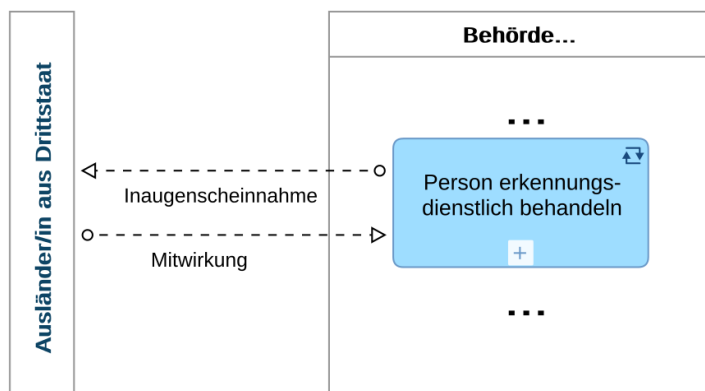 Ausländer/in aus Drittstaat
Behörde...
...
Person erkennungs-
dienstlich behandeln
Inaugenscheinnahme
Mitwirkung
...